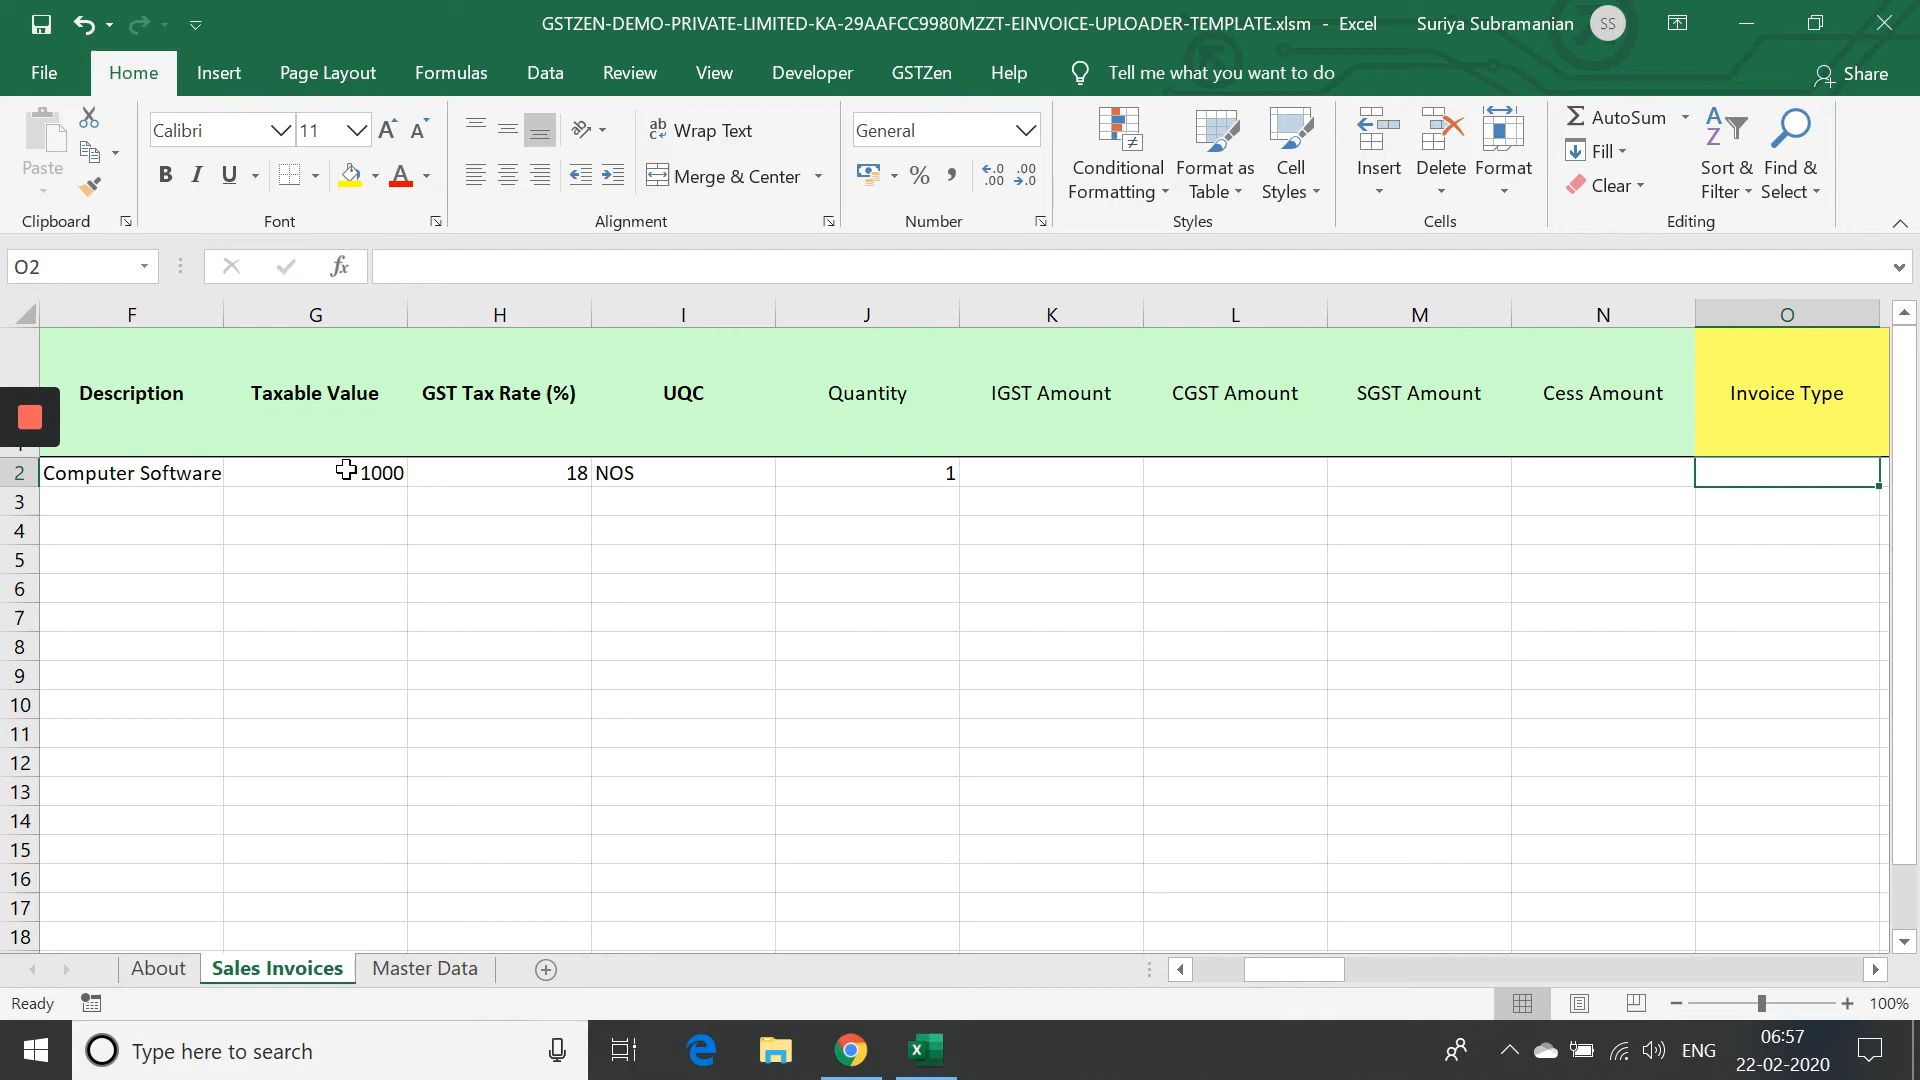 GSTZEN-DEMO-PRIVATE-LIMITED-KA-29AAFCC9980MZZT-EINVOICE-UPLOADER-TEMPLATE.xlsm - Excel
Suriya Subramanian SS
File Home Insert Page Layout Formulas Data Review View Developer GSTZen Help Tell me what you want to do Share
Paste
Calibri 11 A A
B I U A
ab Wrap Text
Merge & Center
General
% ,
Conditional Formatting
Format as Table
Cell Styles
Insert Delete Format
AutoSum
Fill
Clear
Sort & Filter
Find & Select
Clipboard Font Alignment Number Styles Cells Editing
O2 fx
F G H I J K L M N O
Description Taxable Value GST Tax Rate (%) UQC Quantity IGST Amount CGST Amount SGST Amount Cess Amount Invoice Type
2 Computer Software 1000 18 NOS 1
3
4
5
6
7
8
9
10
11
12
13
14
15
16
17
18
About Sales Invoices Master Data
Ready 100%
Type here to search
ENG
06:57
22-02-2020